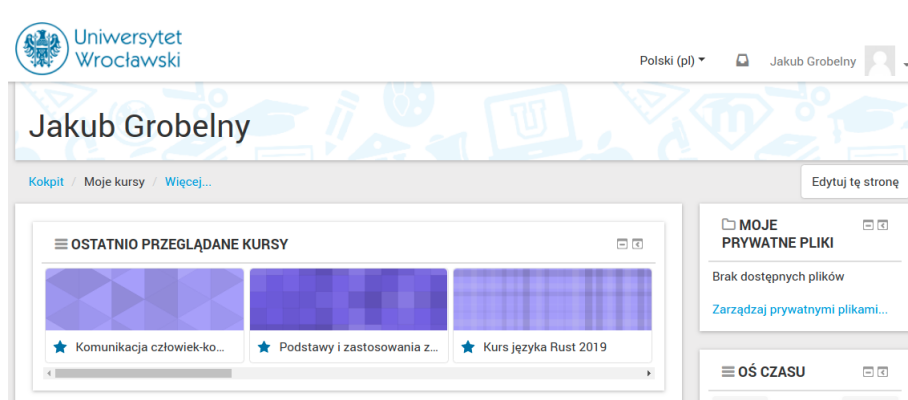 Uniwersytet
Wrocławski
Polski (pl)
Jakub Grobelny
Jakub Grobelny
Kokpit / Moje kursy / Więcej...
Edytuj tę stronę
OSTATNIO PRZEGLĄDANE KURSY
Komunikacja człowiek-ko...
Podstawy i zastosowania z...
Kurs języka Rust 2019
MOJE
PRYWATNE PLIKI
Brak dostępnych plików
Zarządzaj prywatnymi plikami...
OŚ CZASU